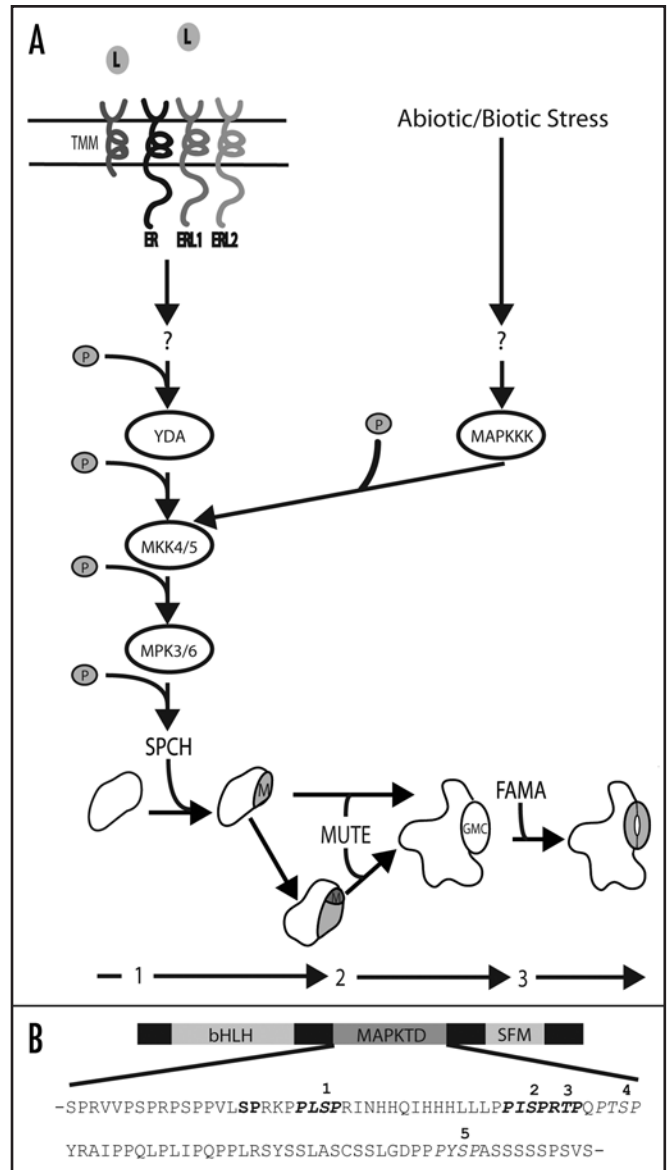 A
L
L
Abiotic/Biotic Stress
TMM
ER ERL1 ERL2
? ?
P
YDA P MAPKKK
P
MKK4/5
P
MPK3/6
P
SPCH
M FAMA
MUTE GMC
M
1 2 3
B
bHLH MAPKTD SFM
1 2 3 4
-SPRVVPSPRPSPPVLSPRKPPLSPRINHHQIHHHLLLPPISPRTPQPTSP
5
YRAIPPQLPLIPQPPLRSYSSLASCSSLGDPPPYSPASSSSSPSVS-